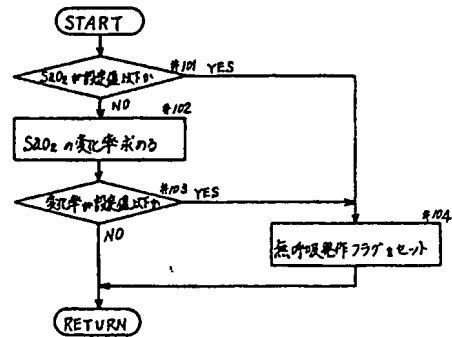 START
#101
SaO₂が設定値以下か
YES
NO
#102
SaO₂の変化率求める
#103
変化率が設定値以下か
YES
NO
#104
無呼吸発作フラグをセット
RETURN